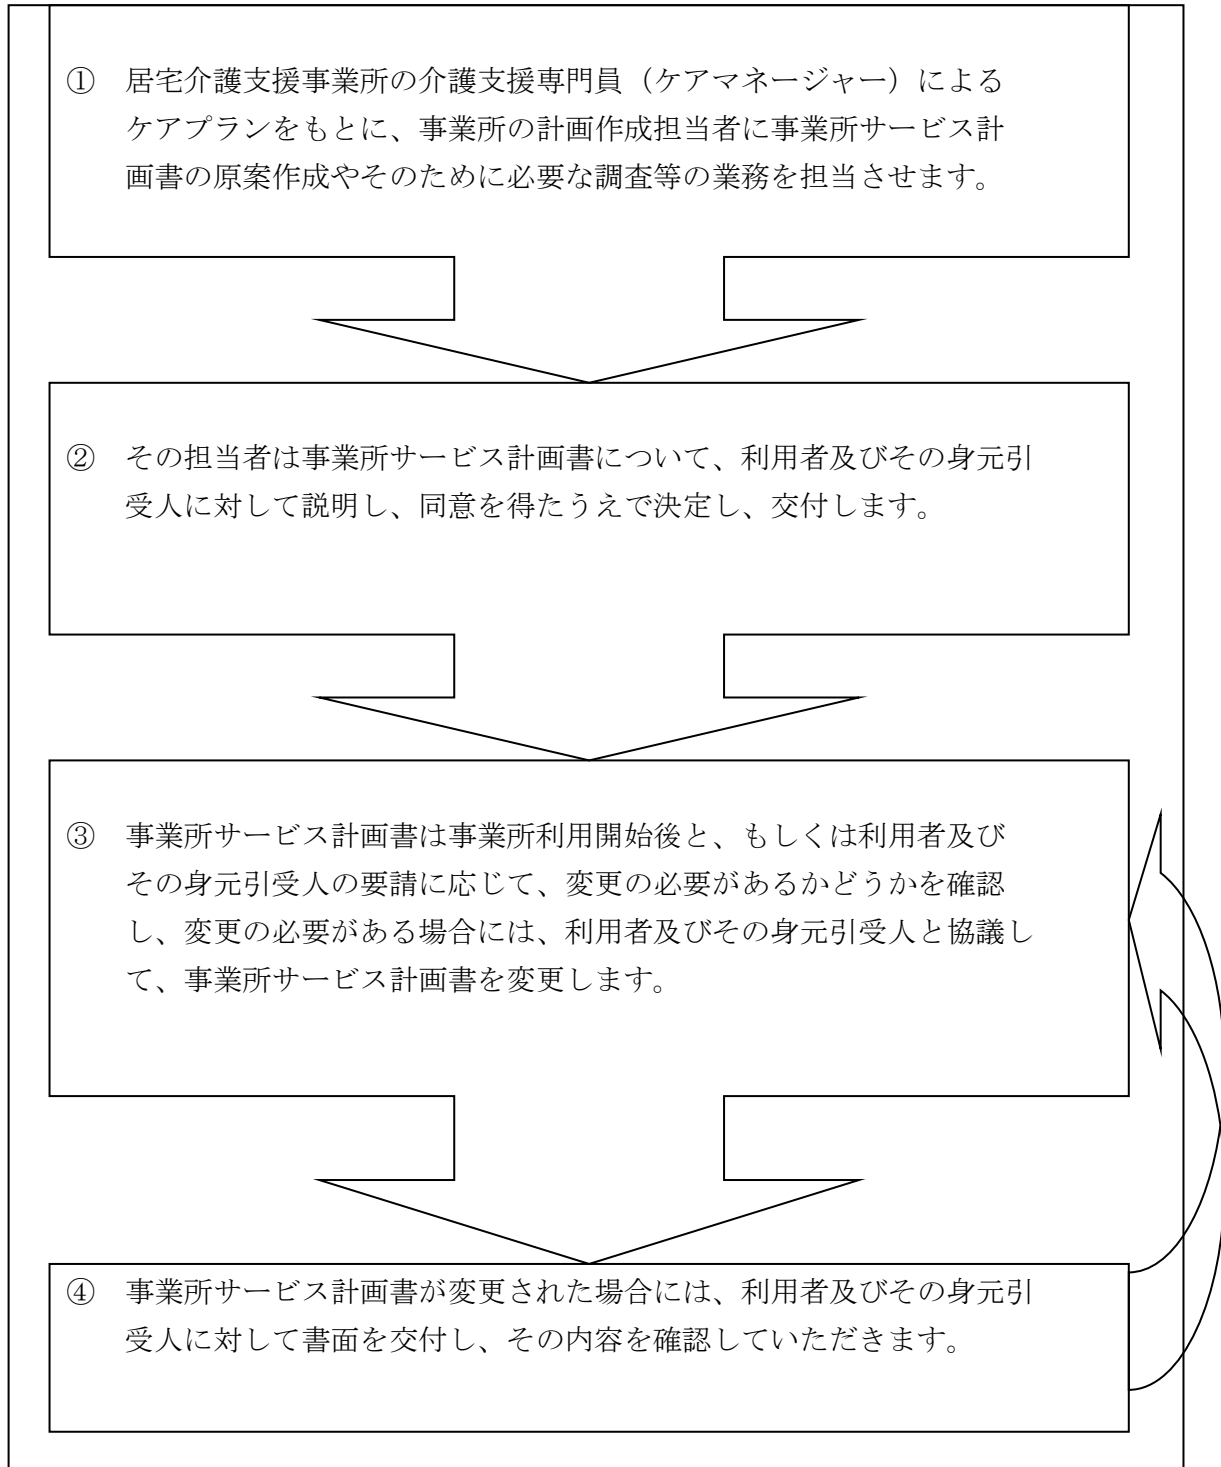 ① 居宅介護支援事業所の介護支援専門員（ケアマネージャー）による
ケアプランをもとに、事業所の計画作成担当者に事業所サービス計
画書の原案作成やそのために必要な調査等の業務を担当させます。
② その担当者は事業所サービス計画書について、利用者及びその身元引
受人に対して説明し、同意を得たうえで決定し、交付します。
③ 事業所サービス計画書は事業所利用開始後と、もしくは利用者及び
その身元引受人の要請に応じて、変更の必要があるかどうかを確認
し、変更の必要がある場合には、利用者及びその身元引受人と協議し
て、事業所サービス計画書を変更します。
④ 事業所サービス計画書が変更された場合には、利用者及びその身元引
受人に対して書面を交付し、その内容を確認していただきます。